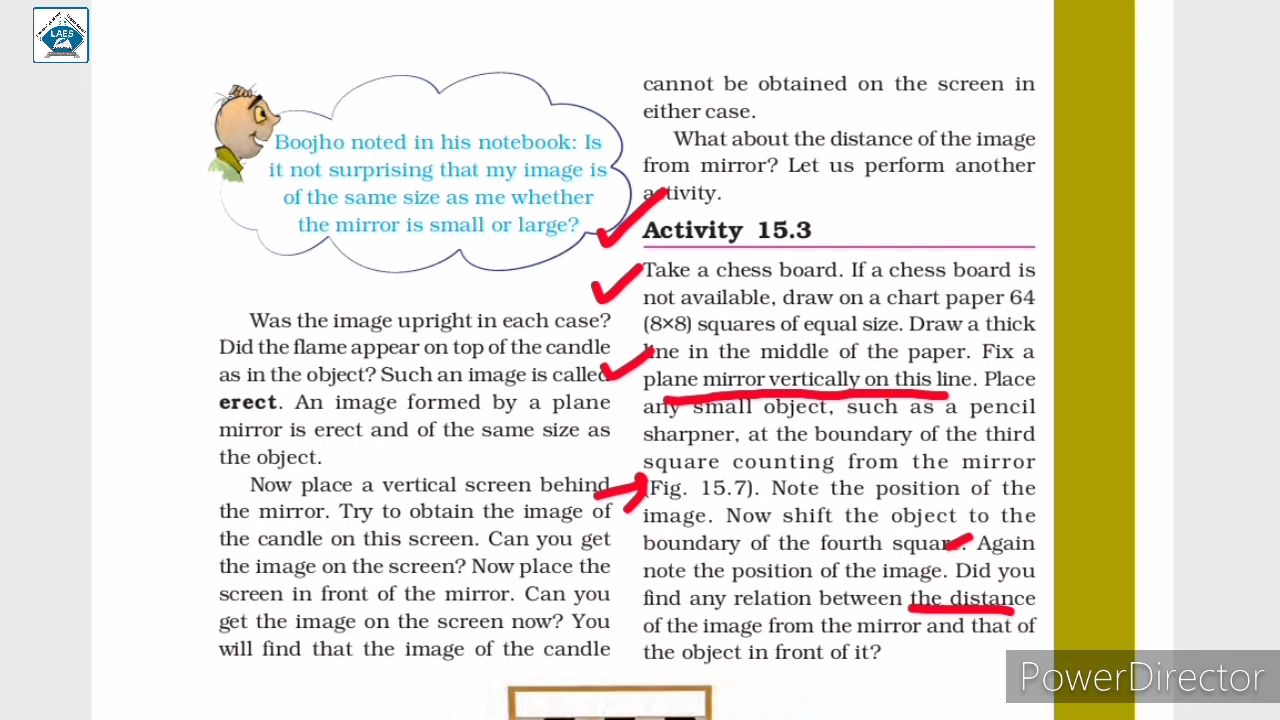 LAES
Boojho noted in his notebook: Is
it not surprising that my image is
of the same size as me whether
the mirror is small or large?
Was the image upright in each case?
Did the flame appear on top of the candle
as in the object? Such an image is called
erect. An image formed by a plane
mirror is erect and of the same size as
the object.
Now place a vertical screen behind
the mirror. Try to obtain the image of
the candle on this screen. Can you get
the image on the screen? Now place the
screen in front of the mirror. Can you
get the image on the screen now? You
will find that the image of the candle
cannot be obtained on the screen in
either case.
What about the distance of the image
from mirror? Let us perform another
activity.
Activity 15.3
Take a chess board. If a chess board is
not available, draw on a chart paper 64
(8×8) squares of equal size. Draw a thick
line in the middle of the paper. Fix a
plane mirror vertically on this line. Place
any small object, such as a pencil
sharpner, at the boundary of the third
square counting from the mirror
(Fig. 15.7). Note the position of the
image. Now shift the object to the
boundary of the fourth square. Again
note the position of the image. Did you
find any relation between the distance
of the image from the mirror and that of
the object in front of it?
PowerDirector